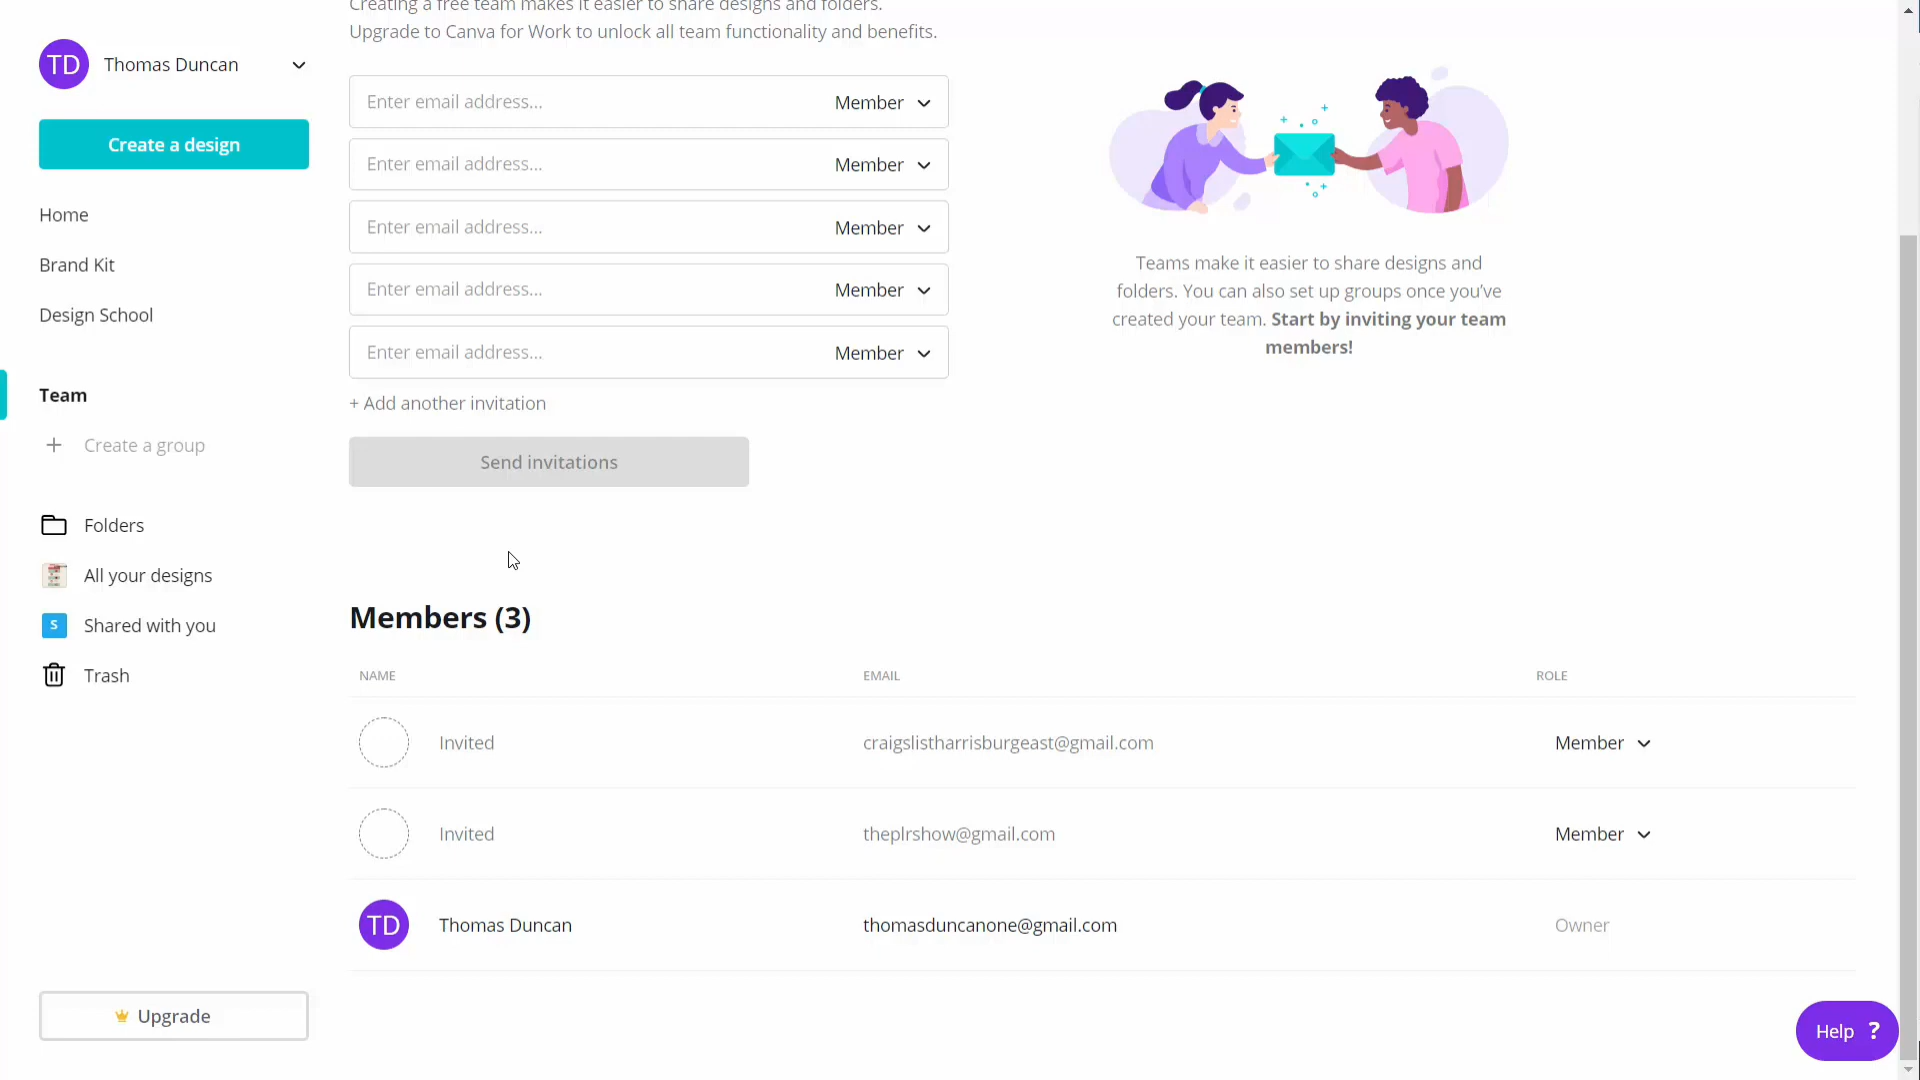 Creating a free team makes it easier to share designs and folders.
Upgrade to Canva for Work to unlock all team functionality and benefits.
TD
Thomas Duncan
Create a design
Home
Brand Kit
Design School
Team
Create a group
Folders
All your designs
S
Shared with you
Trash
Upgrade
Enter email address...
Member
Enter email address...
Member
Enter email address...
Member
Enter email address...
Member
Enter email address...
Member
+ Add another invitation
Send invitations
Teams make it easier to share designs and
folders. You can also set up groups once you've
created your team. Start by inviting your team
members!
Members (3)
NAME EMAIL ROLE
Invited craigslistharrisburgeast@gmail.com Member
Invited theplrshow@gmail.com Member
TD Thomas Duncan thomasduncanone@gmail.com Owner
Help ?